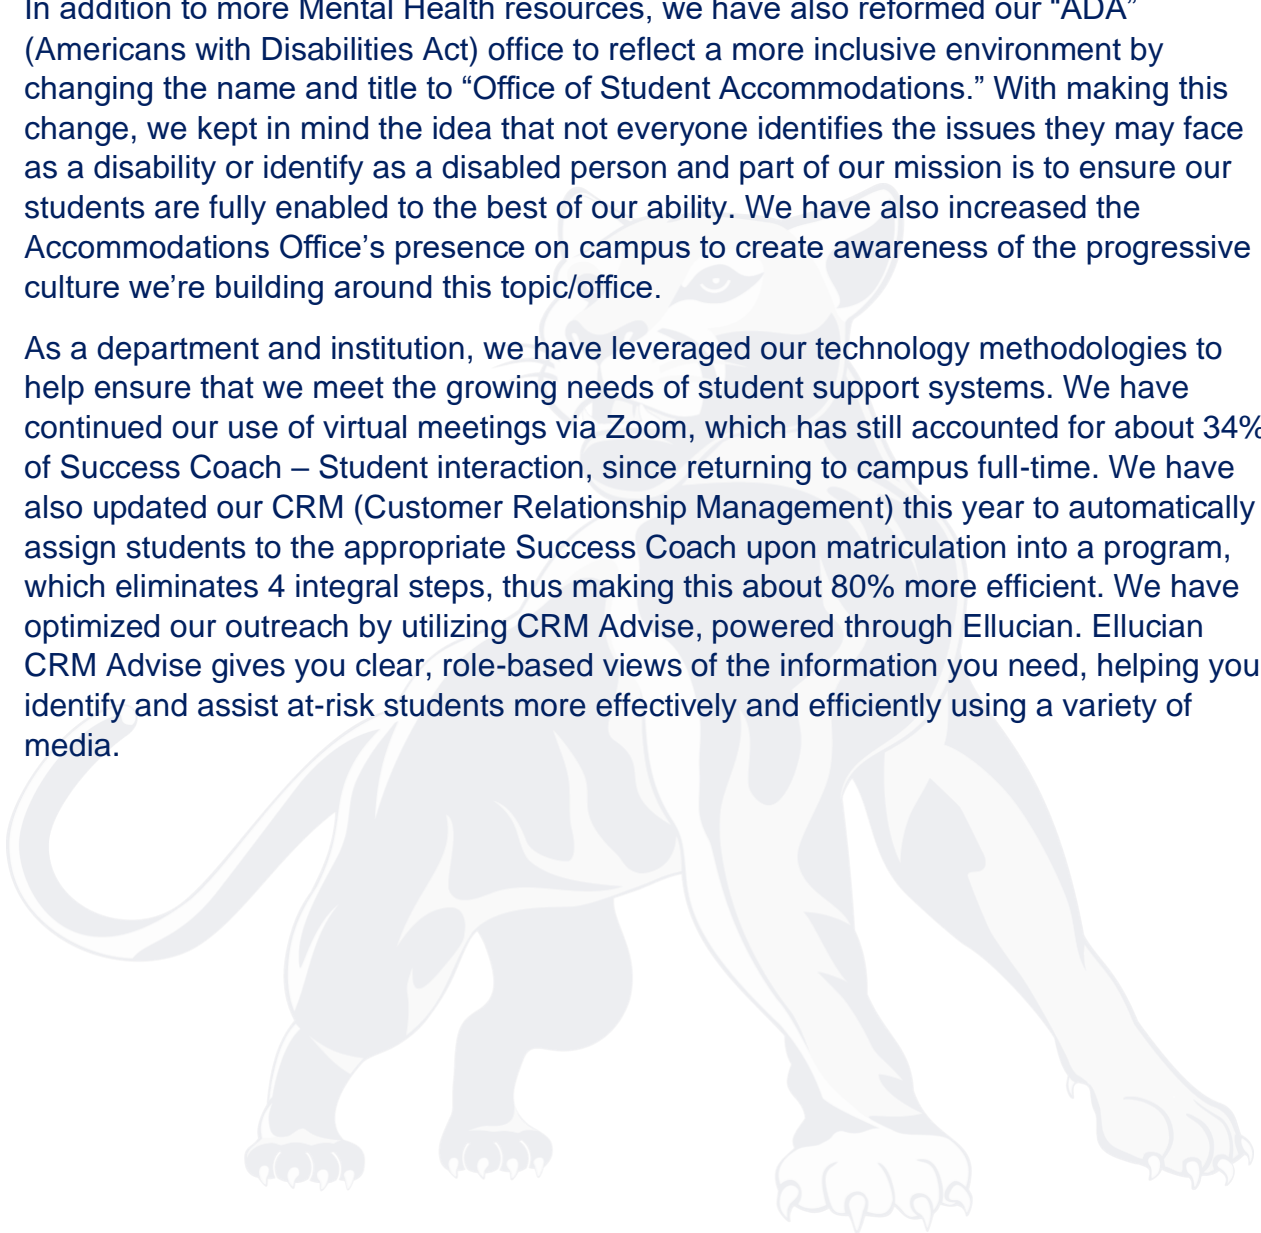 In addition to more Mental Health resources, we have also reformed our “ADA”
(Americans with Disabilities Act) office to reflect a more inclusive environment by
changing the name and title to “Office of Student Accommodations.” With making this
change, we kept in mind the idea that not everyone identifies the issues they may face
as a disability or identify as a disabled person and part of our mission is to ensure our
students are fully enabled to the best of our ability. We have also increased the
Accommodations Office’s presence on campus to create awareness of the progressive
culture we’re building around this topic/office.
As a department and institution, we have leveraged our technology methodologies to
help ensure that we meet the growing needs of student support systems. We have
continued our use of virtual meetings via Zoom, which has still accounted for about 34%
of Success Coach – Student interaction, since returning to campus full-time. We have
also updated our CRM (Customer Relationship Management) this year to automatically
assign students to the appropriate Success Coach upon matriculation into a program,
which eliminates 4 integral steps, thus making this about 80% more efficient. We have
optimized our outreach by utilizing CRM Advise, powered through Ellucian. Ellucian
CRM Advise gives you clear, role-based views of the information you need, helping you
identify and assist at-risk students more effectively and efficiently using a variety of
media.